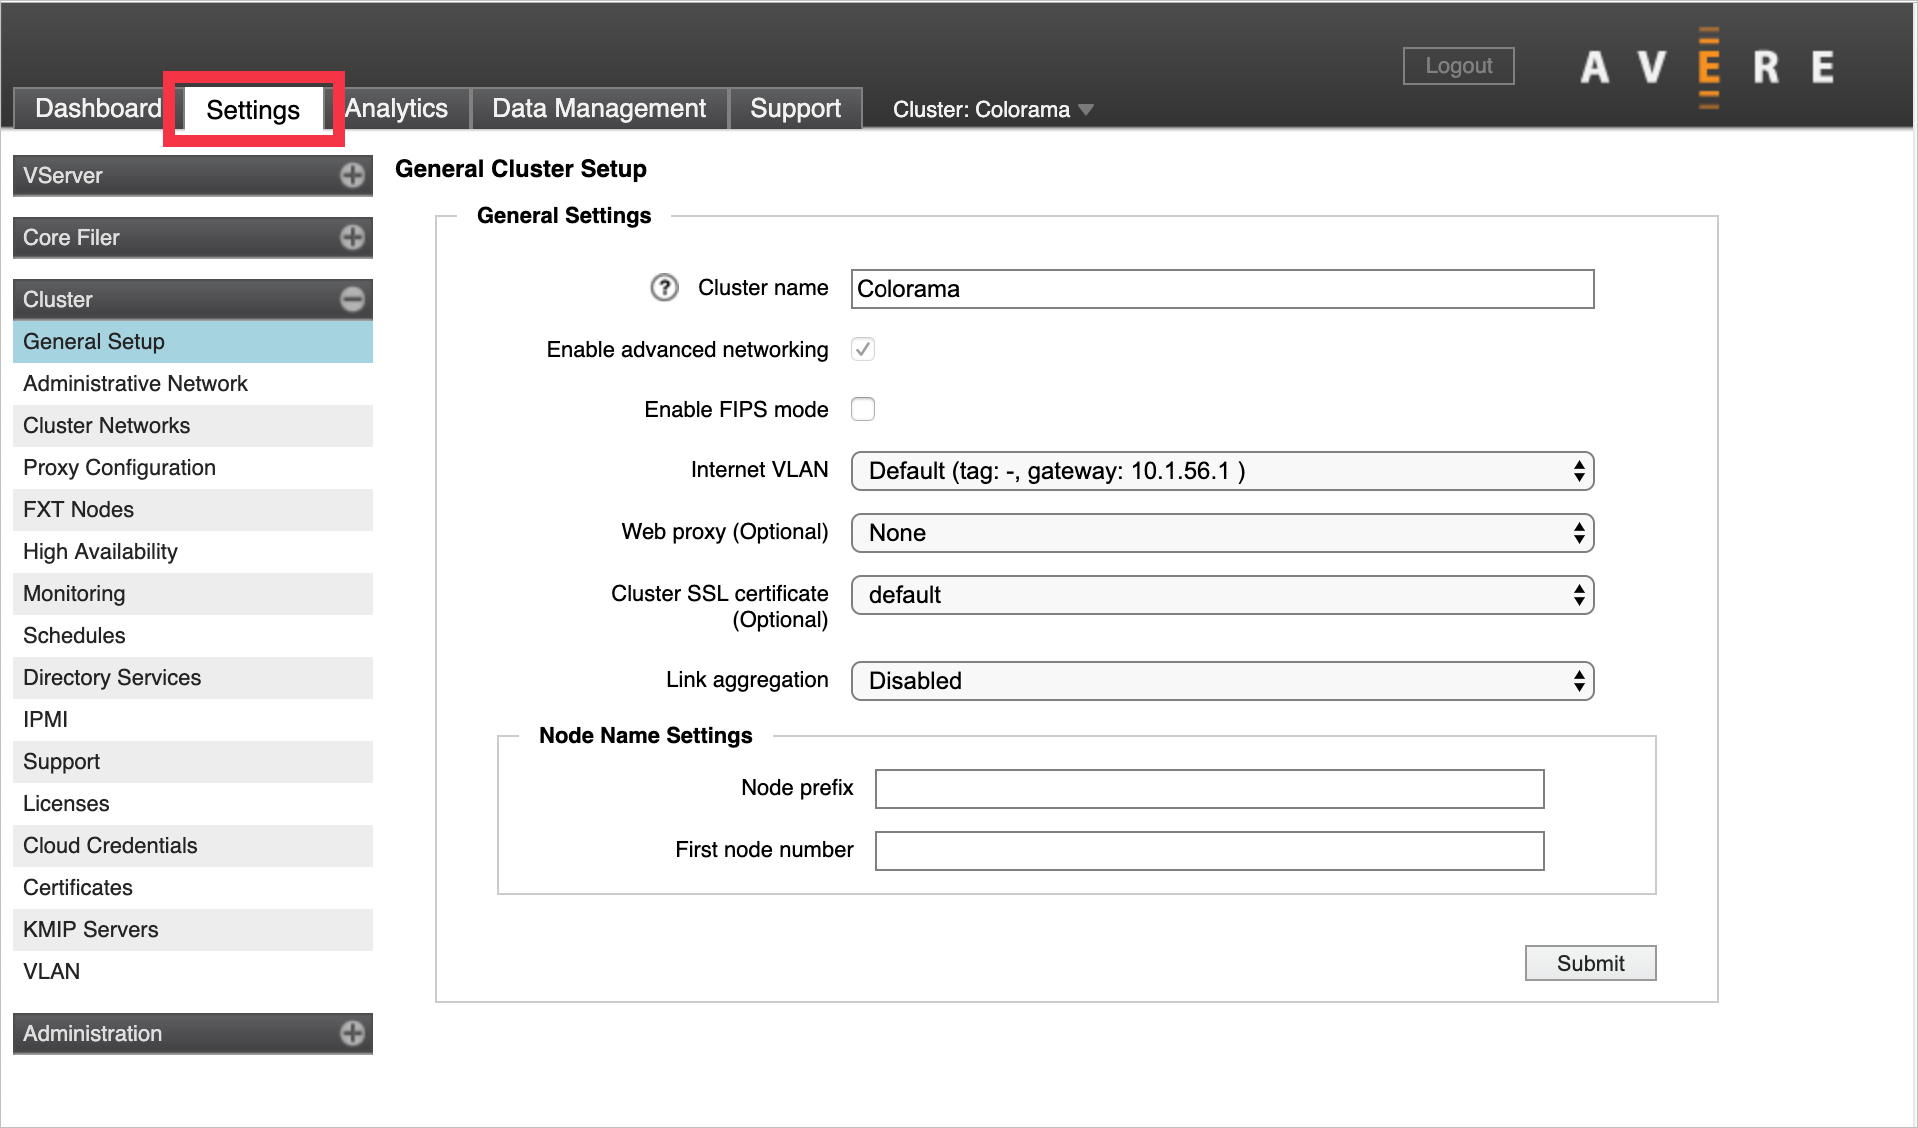 Logout
AVERE
Dashboard
Settings
Analytics
Data Management
Support
Cluster: Colorama
VServer
Core Filer
Cluster
General Setup
Administrative Network
Cluster Networks
Proxy Configuration
FXT Nodes
High Availability
Monitoring
Schedules
Directory Services
IPMI
Support
Licenses
Cloud Credentials
Certificates
KMIP Servers
VLAN
Administration
General Cluster Setup
General Settings
? Cluster name Colorama
Enable advanced networking
Enable FIPS mode
Internet VLAN Default (tag: -, gateway: 10.1.56.1 )
Web proxy (Optional) None
Cluster SSL certificate default
(Optional)
Link aggregation Disabled
Node Name Settings
Node prefix
First node number
Submit